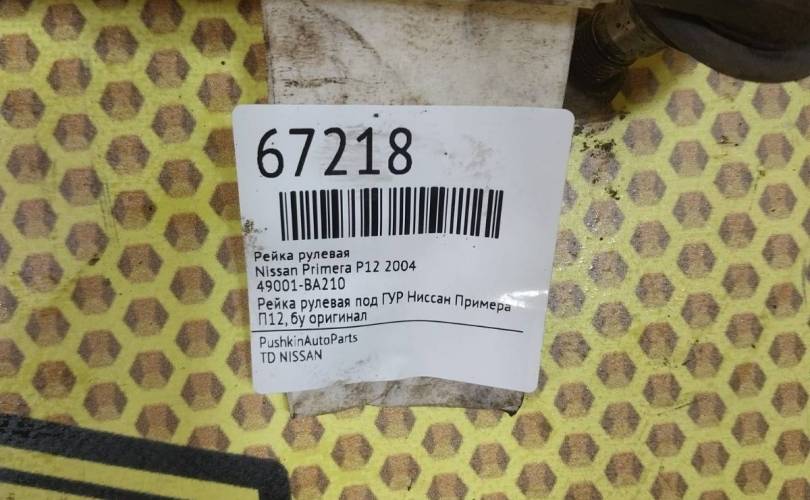 67218
Рейка рулевая
Nissan Primera P12 2004
49001-BA210
Рейка рулевая под ГУР Ниссан Примера
П12, бу оригинал
PushkinAutoParts
TD NISSAN